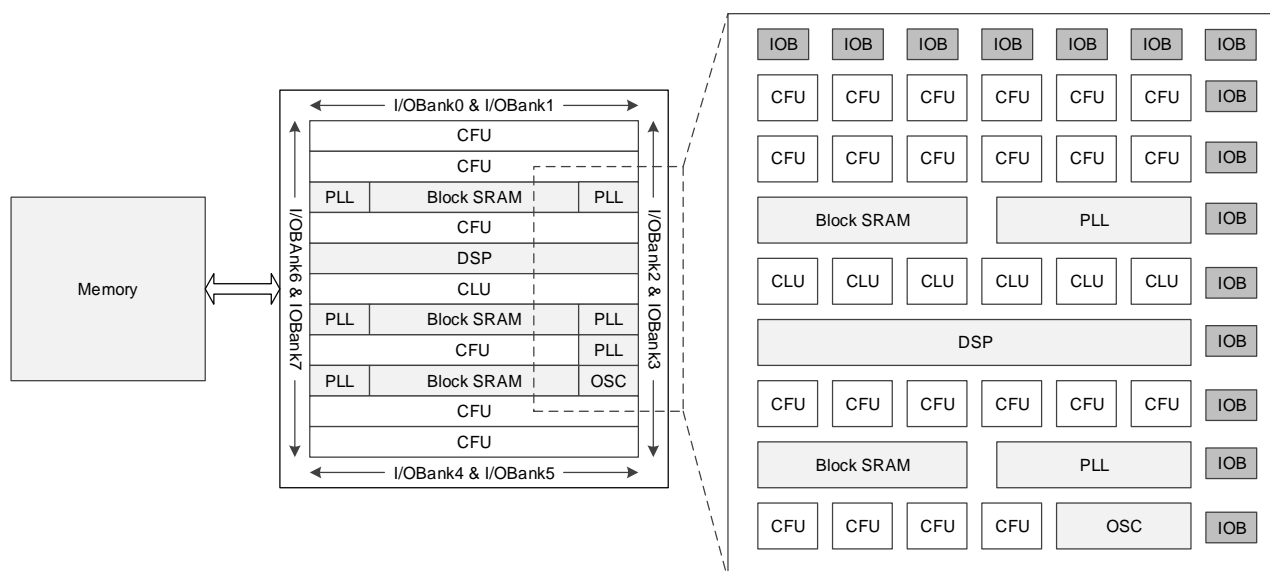 Memory
I/OBank0 & I/OBank1
I/OBAnk6 & IOBank7
CFU
CFU
PLL Block SRAM PLL
CFU
DSP
CLU
PLL Block SRAM PLL
CFU PLL
PLL Block SRAM OSC
CFU
CFU
I/OBank2 & IOBank3
I/OBank4 & I/OBank5
IOB IOB IOB IOB IOB IOB IOB
CFU CFU CFU CFU CFU CFU IOB
CFU CFU CFU CFU CFU CFU IOB
Block SRAM PLL IOB
CLU CLU CLU CLU CLU CLU IOB
DSP IOB
CFU CFU CFU CFU CFU CFU IOB
Block SRAM PLL IOB
CFU CFU CFU CFU OSC IOB